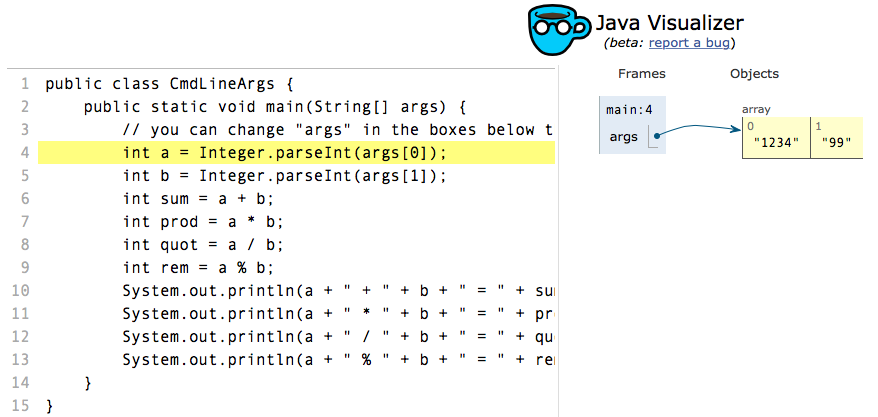 Java Visualizer
(beta: report a bug)
1 public class CmdLineArgs {
2     public static void main(String[] args) {
3         // you can change "args" in the boxes below t
4         int a = Integer.parseInt(args[0]);
5         int b = Integer.parseInt(args[1]);
6         int sum = a + b;
7         int prod = a * b;
8         int quot = a / b;
9         int rem = a % b;
10         System.out.println(a + " + " + b + " = " + su
11         System.out.println(a + " * " + b + " = " + pr
12         System.out.println(a + " / " + b + " = " + qu
13         System.out.println(a + " % " + b + " = " + rem
14     }
15 }
Frames
Objects
main:4
args
array
0 1
"1234" "99"